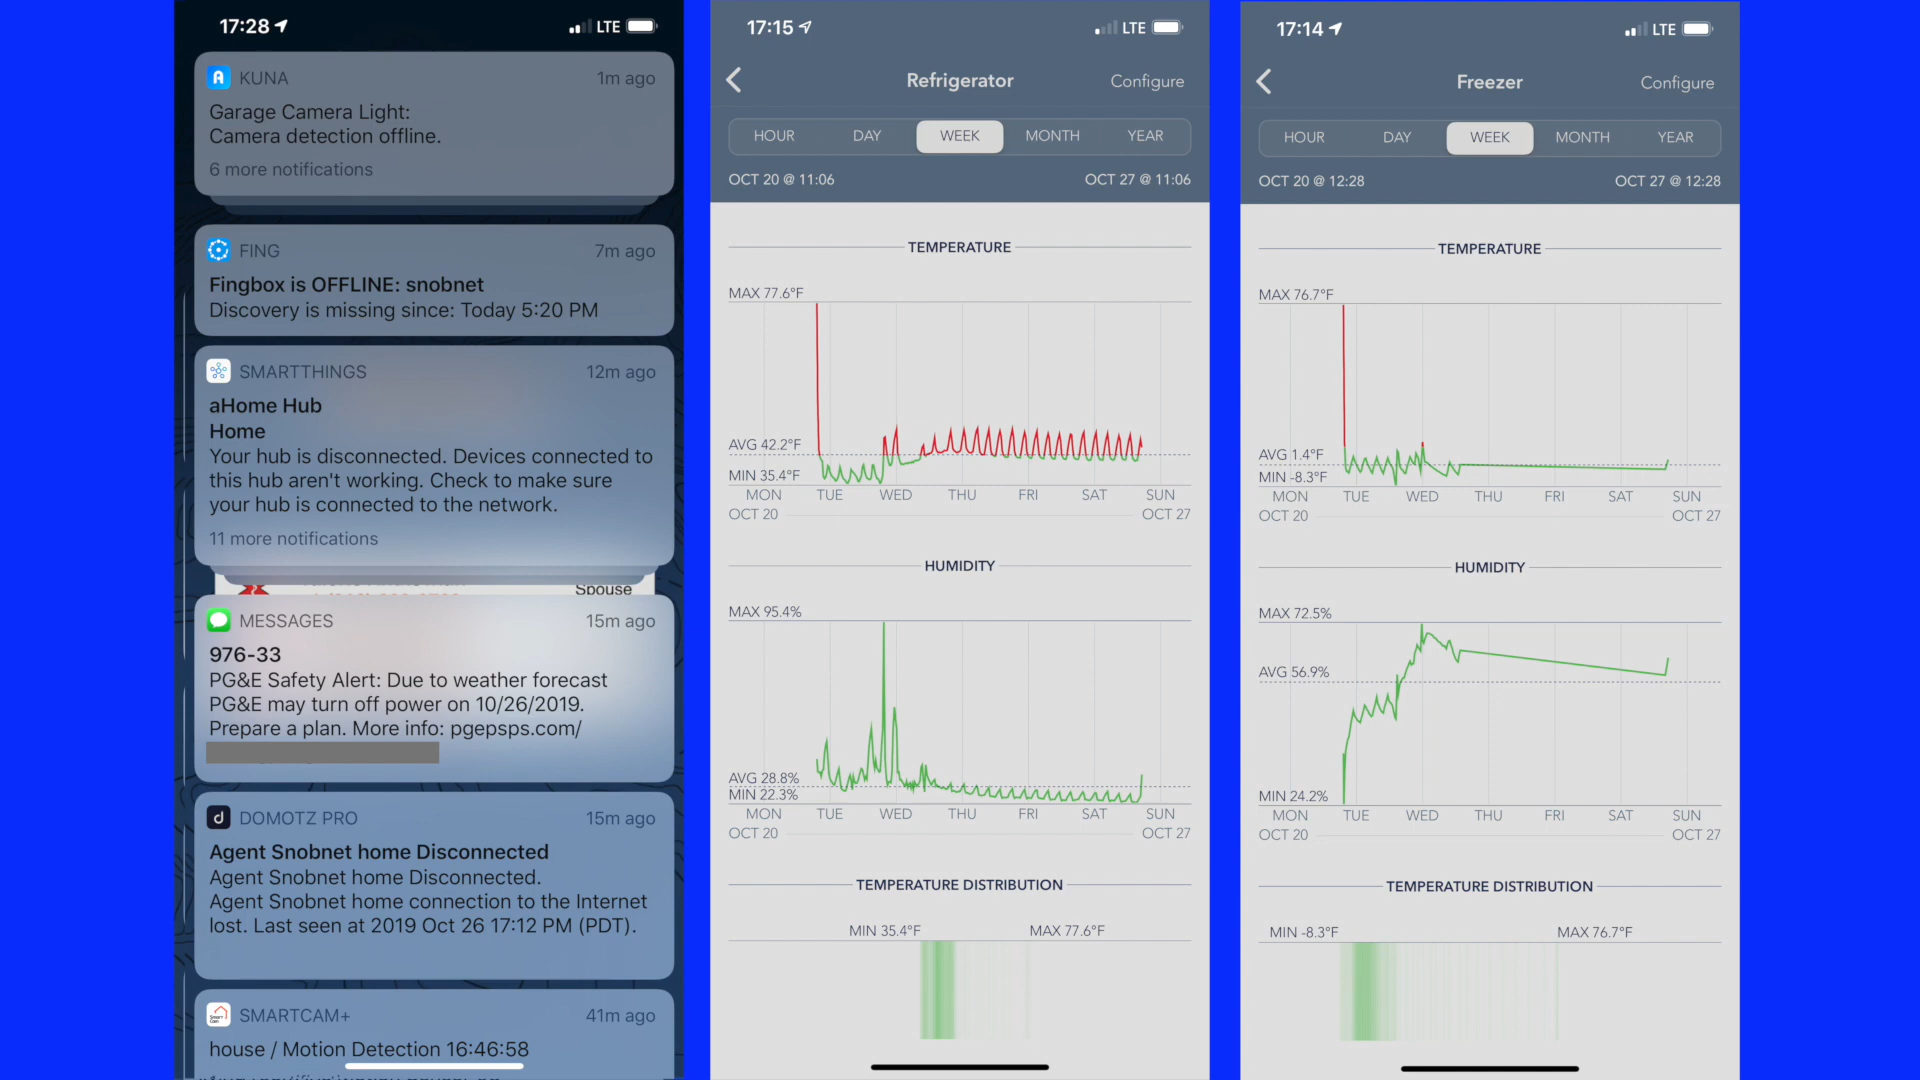 17:28
LTE
KUNA
1m ago
Garage Camera Light:
Camera detection offline.
6 more notifications
FING
7m ago
Fingbox is OFFLINE: snobnet
Discovery is missing since: Today 5:20 PM
SMARTTHINGS
12m ago
aHome Hub
Home
Your hub is disconnected. Devices connected to
this hub aren't working. Check to make sure
your hub is connected to the network.
11 more notifications
Spouse
MESSAGES
15m ago
976-33
PG&E Safety Alert: Due to weather forecast
PG&E may turn off power on 10/26/2019.
Prepare a plan. More info: pgepsps.com/
DOMOTZ PRO
15m ago
Agent Snobnet home Disconnected
Agent Snobnet home Disconnected.
Agent Snobnet home connection to the Internet
lost. Last seen at 2019 Oct 26 17:12 PM (PDT).
SMARTCAM+
41m ago
house / Motion Detection 16:46:58
17:15
LTE
Refrigerator
Configure
HOUR DAY WEEK MONTH YEAR
OCT 20 @ 11:06
OCT 27 @ 11:06
TEMPERATURE
MAX 77.6°F
AVG 42.2°F
MIN 35.4°F
MON TUE WED THU FRI SAT SUN
OCT 20
OCT 27
HUMIDITY
MAX 95.4%
AVG 28.8%
MIN 22.3%
MON TUE WED THU FRI SAT SUN
OCT 20
OCT 27
TEMPERATURE DISTRIBUTION
MIN 35.4°F
MAX 77.6°F
17:14
LTE
Freezer
Configure
HOUR DAY WEEK MONTH YEAR
OCT 20 @ 12:28
OCT 27 @ 12:28
TEMPERATURE
MAX 76.7°F
AVG 1.4°F
MIN -8.3°F
MON TUE WED THU FRI SAT SUN
OCT 20
OCT 27
HUMIDITY
MAX 72.5%
AVG 56.9%
MIN 24.2%
MON TUE WED THU FRI SAT SUN
OCT 20
OCT 27
TEMPERATURE DISTRIBUTION
MIN -8.3°F
MAX 76.7°F